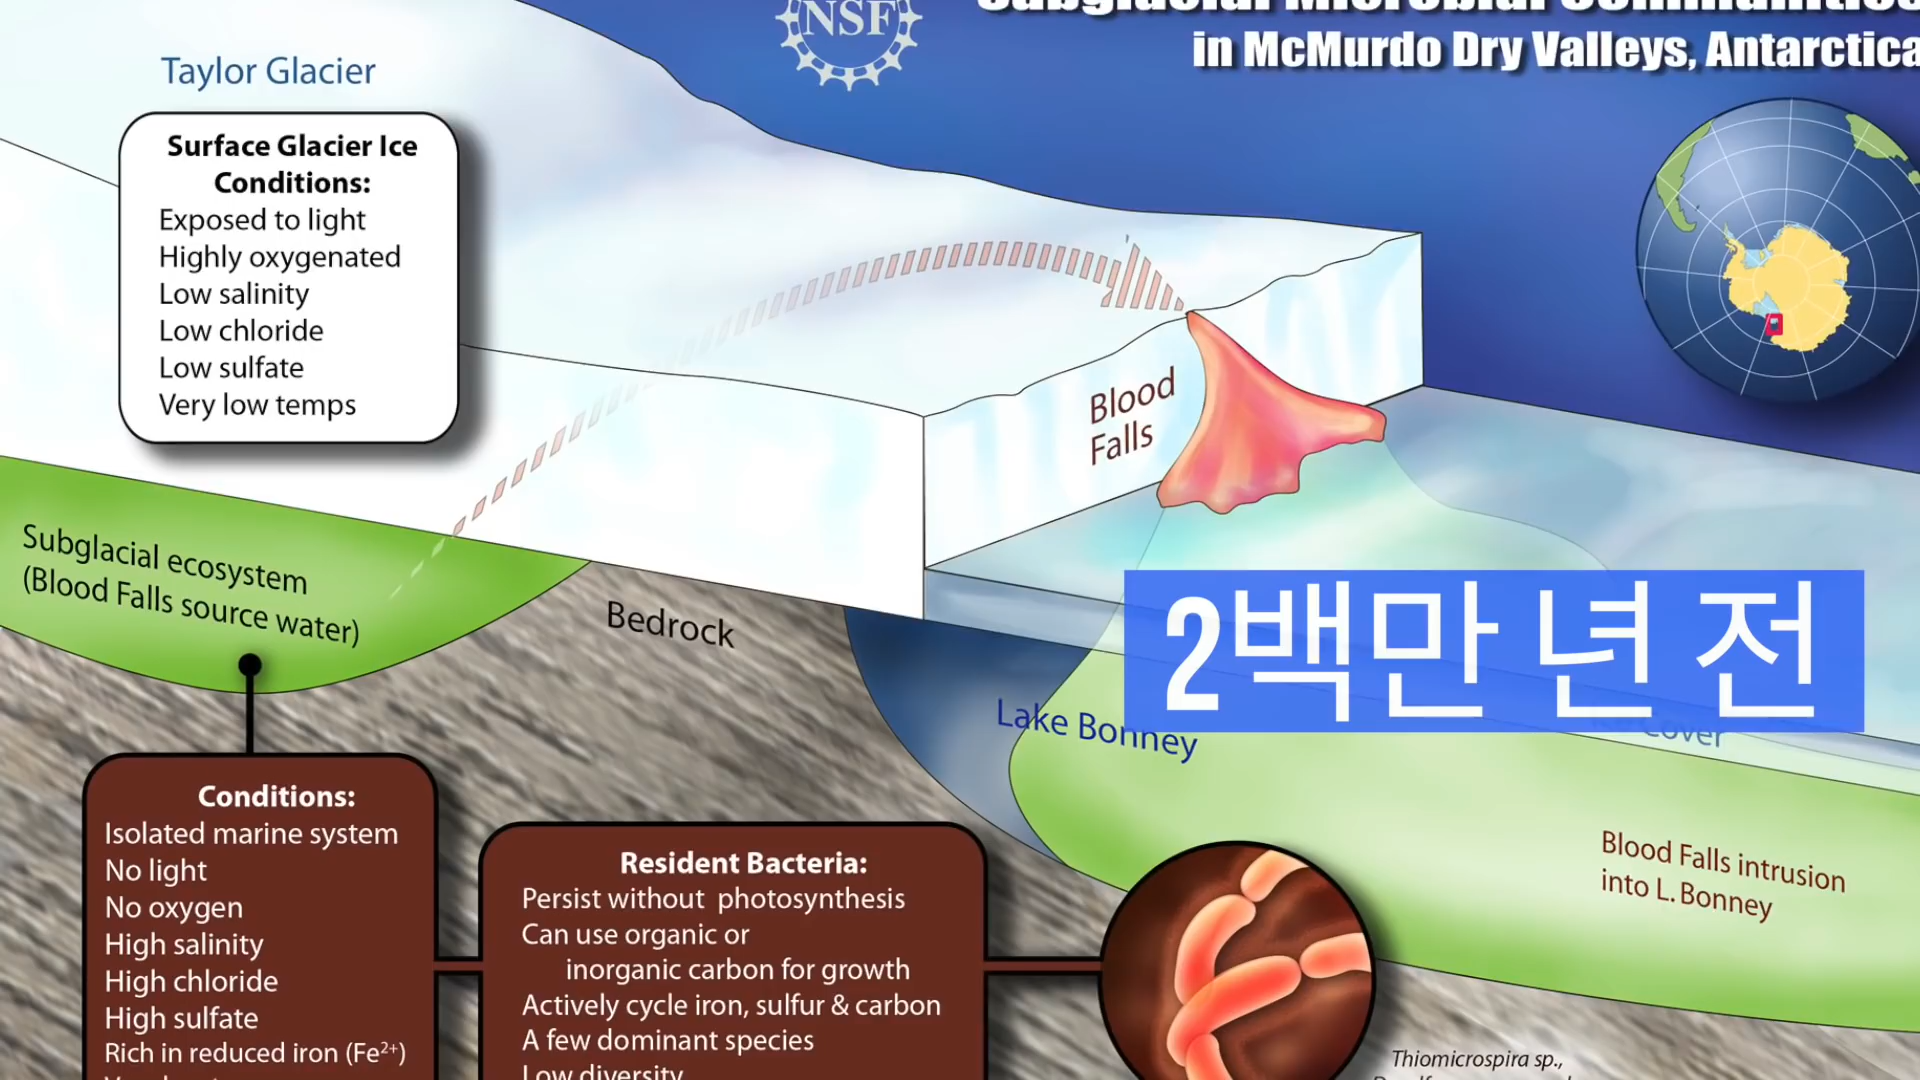 NSF
Subglacial Microbial Communities
in McMurdo Dry Valleys, Antarctica
Taylor Glacier
Surface Glacier Ice
Conditions:
Exposed to light
Highly oxygenated
Low salinity
Low chloride
Low sulfate
Very low temps
Blood
Falls
Subglacial ecosystem
(Blood Falls source water)
Bedrock
2백만 년 전
Lake Bonney
Cover
Blood Falls intrusion
into L. Bonney
Conditions:
Isolated marine system
No light
No oxygen
High salinity
High chloride
High sulfate
Rich in reduced iron (Fe²⁺)
Resident Bacteria:
Persist without photosynthesis
Can use organic or
inorganic carbon for growth
Actively cycle iron, sulfur & carbon
A few dominant species
Low diversity
Thiomicrospira sp.,